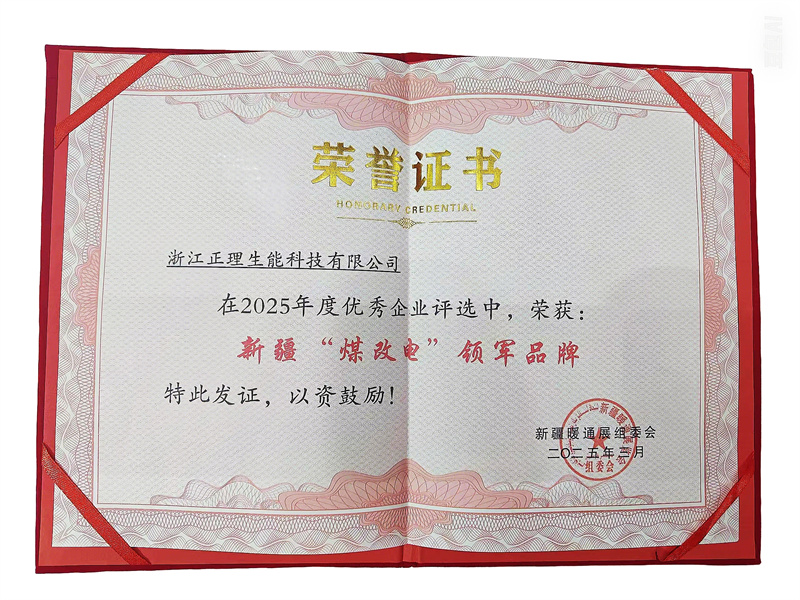 荣誉证书
HONORARY CREDENTIAL
浙江正理生能科技有限公司
在2025年度优秀企业评选中，荣获：
新疆“煤改电”领军品牌
特此发证，以资鼓励！
新疆暖通展组委会
二〇二五年三月
组委会